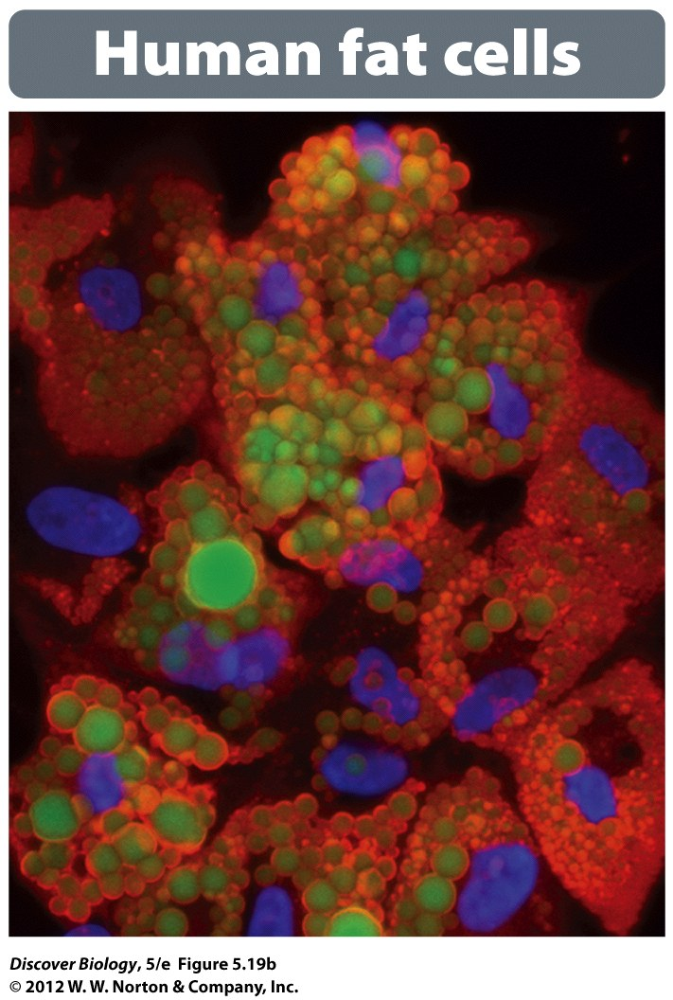 Human fat cells
Discover Biology, 5/e Figure 5.19b
© 2012 W. W. Norton & Company, Inc.